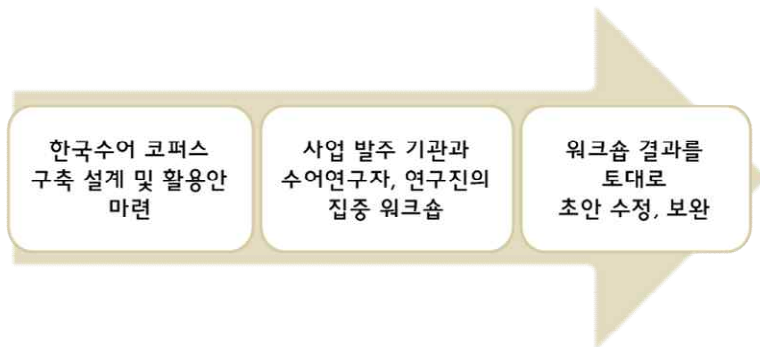 한국수어 코퍼스
구축 설계 및 활용안
마련
사업 발주 기관과
수어연구자, 연구진의
집중 워크숍
워크숍 결과를
토대로
초안 수정, 보완